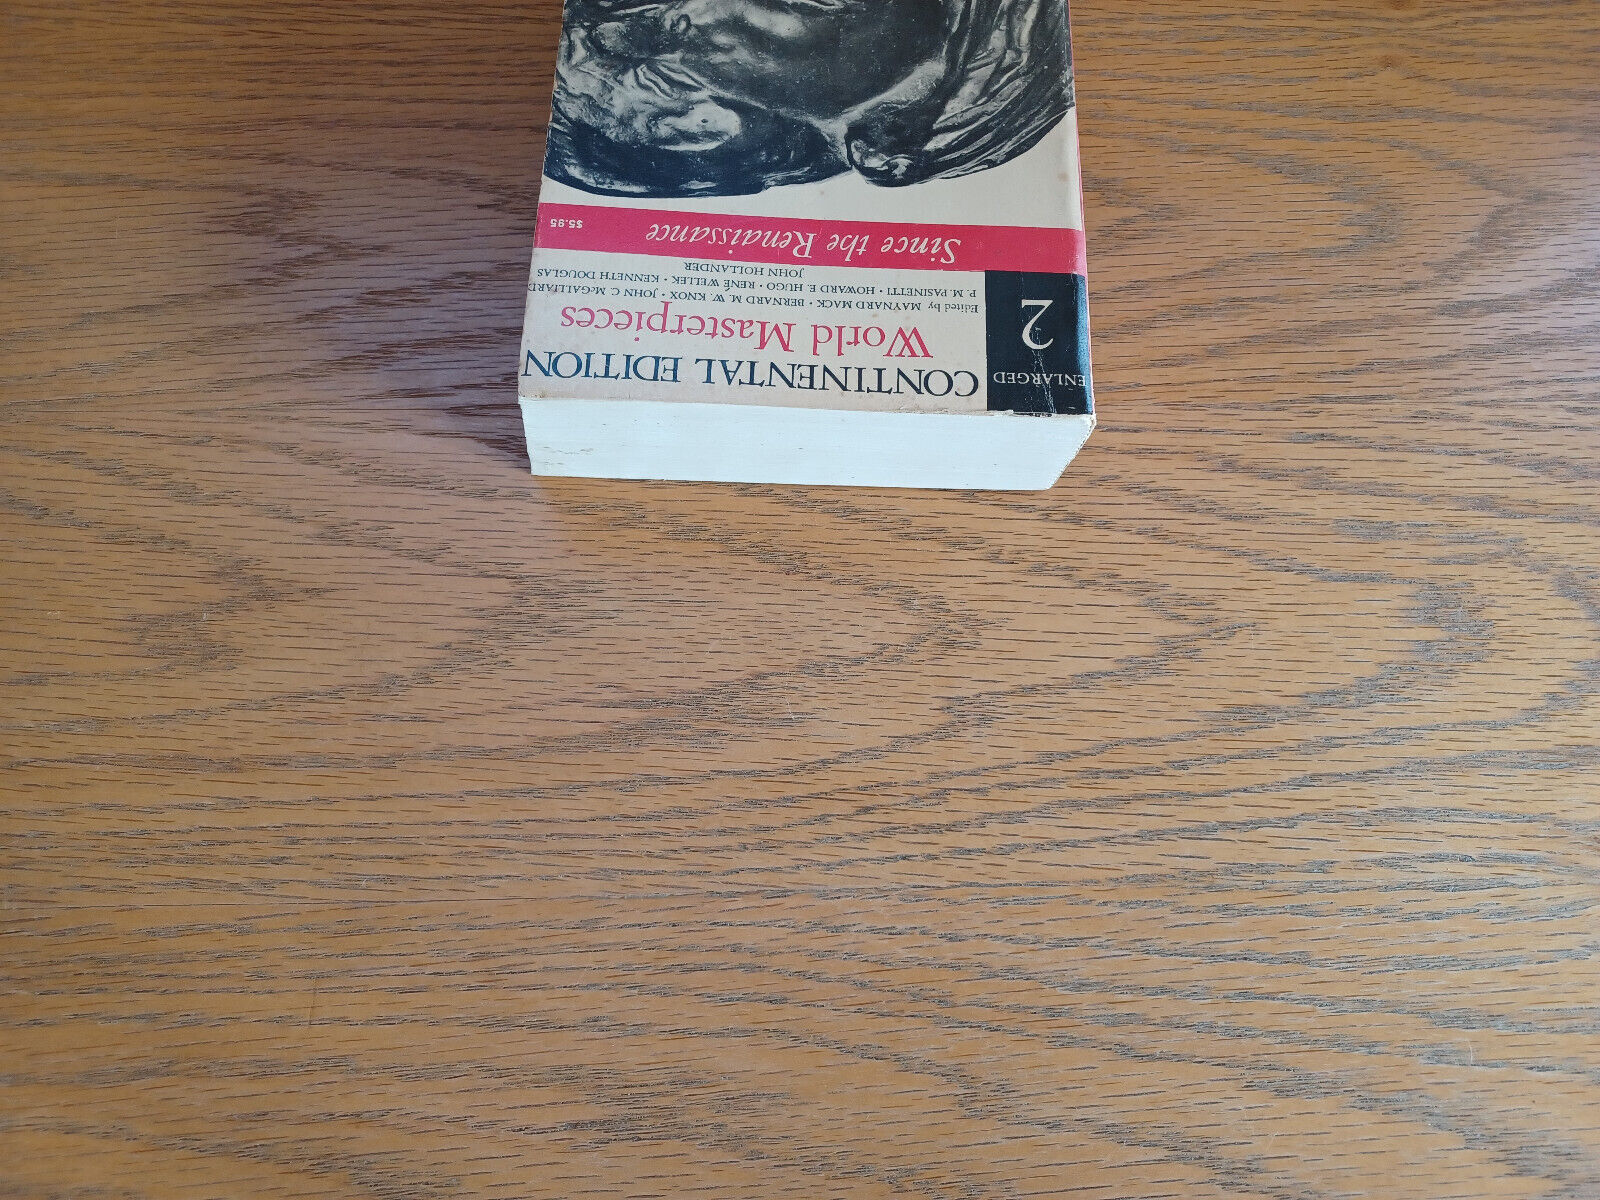 ENLARGED
2
CONTINENTAL EDITION
World Masterpieces
Edited by MAYNARD MACK • BERNARD M. W. KNOX • JOHN C. McGALLIARD
P. M. PASINETTI • HOWARD E. HUGO • RENÉ WELLEK • KENNETH DOUGLAS
JOHN HOLLANDER
Since the Renaissance
$5.95